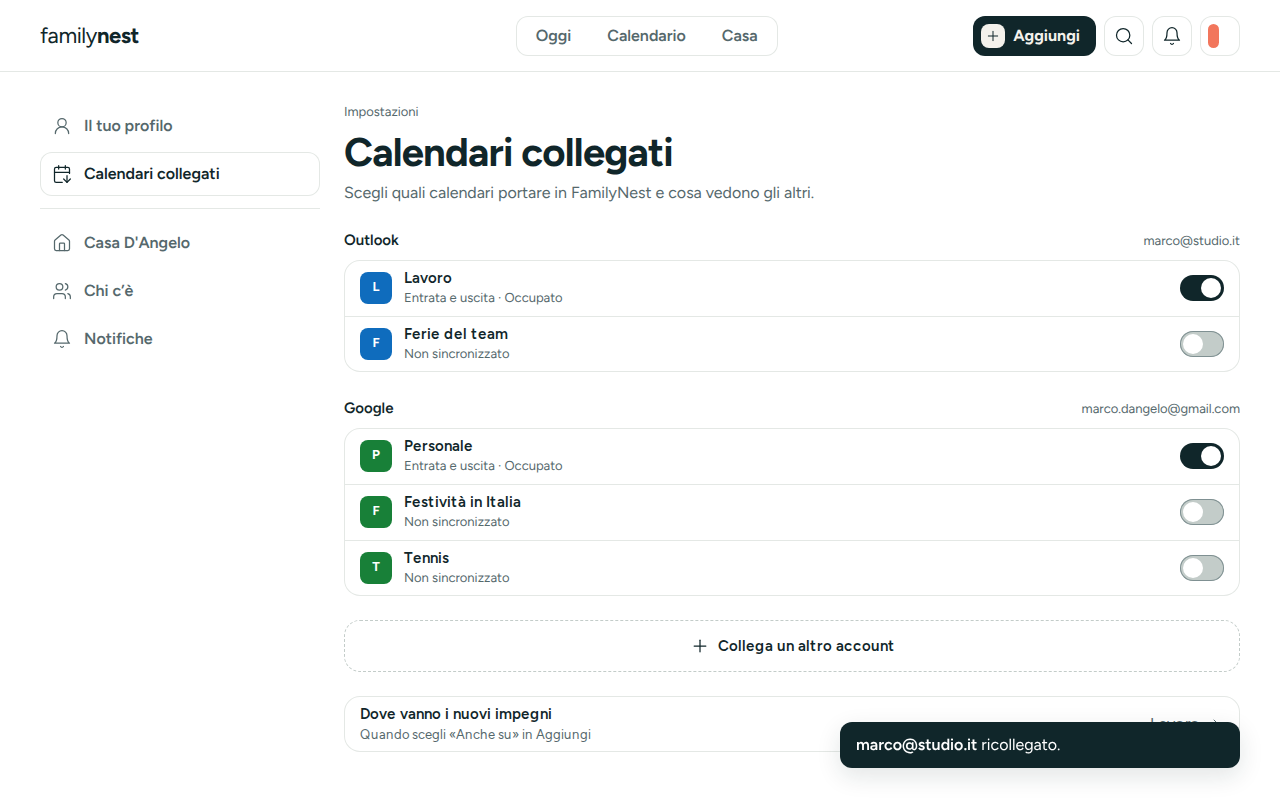 familynest
Oggi
Calendario
Casa
Aggiungi
Il tuo profilo
Calendari collegati
Casa D'Angelo
Chi c’è
Notifiche
Impostazioni
Calendari collegati
Scegli quali calendari portare in FamilyNest e cosa vedono gli altri.
Outlook
marco@studio.it
L
Lavoro
Entrata e uscita · Occupato
F
Ferie del team
Non sincronizzato
Google
marco.dangelo@gmail.com
P
Personale
Entrata e uscita · Occupato
F
Festività in Italia
Non sincronizzato
T
Tennis
Non sincronizzato
Collega un altro account
Dove vanno i nuovi impegni
Quando scegli «Anche su» in Aggiungi
marco@studio.it ricollegato.